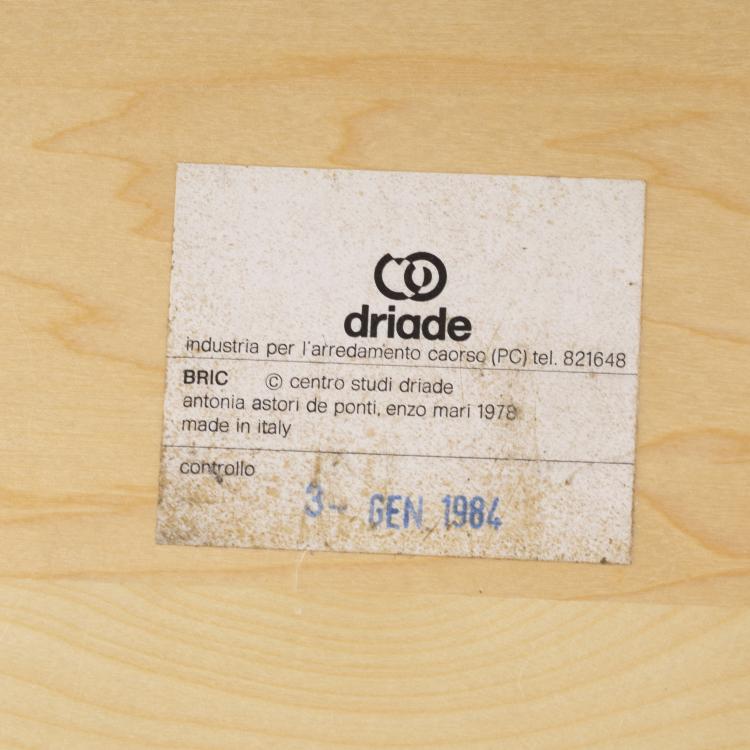 driade
industria per l'arredamento caorso (PC) tel. 821648
BRIC © centro studi driade
antonia astori de ponti, enzo mari 1978
made in italy
controllo
3- GEN 1984